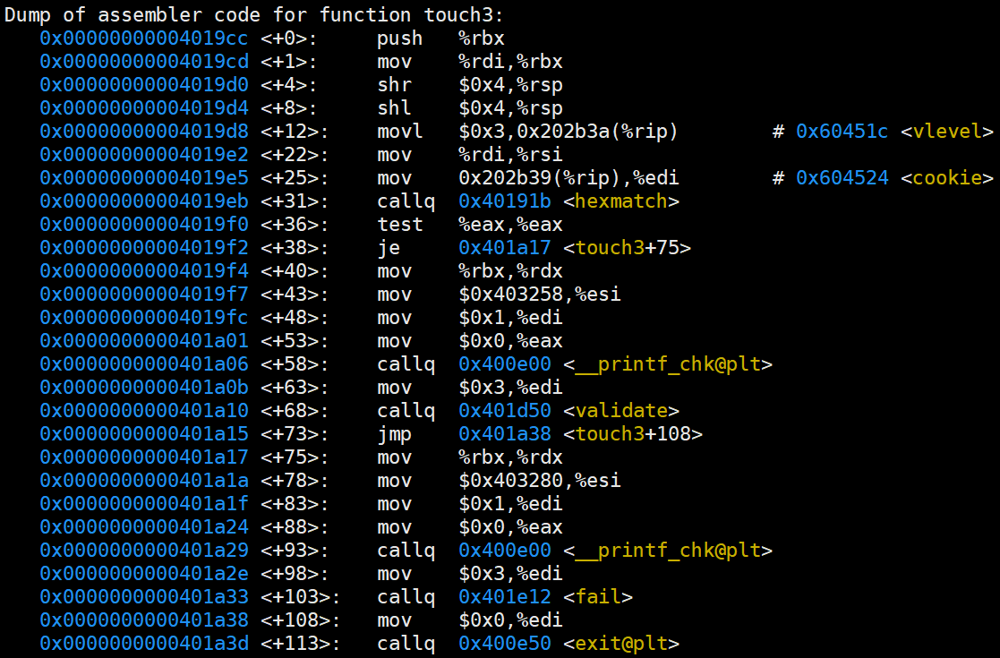 Dump of assembler code for function touch3:
0x00000000004019cc <+0>: push %rbx
0x00000000004019cd <+1>: mov %rdi,%rbx
0x00000000004019d0 <+4>: shr $0x4,%rsp
0x00000000004019d4 <+8>: shl $0x4,%rsp
0x00000000004019d8 <+12>: movl $0x3,0x202b3a(%rip) # 0x60451c <vlevel>
0x00000000004019e2 <+22>: mov %rdi,%rsi
0x00000000004019e5 <+25>: mov 0x202b39(%rip),%edi # 0x604524 <cookie>
0x00000000004019eb <+31>: callq 0x40191b <hexmatch>
0x00000000004019f0 <+36>: test %eax,%eax
0x00000000004019f2 <+38>: je 0x401a17 <touch3+75>
0x00000000004019f4 <+40>: mov %rbx,%rdx
0x00000000004019f7 <+43>: mov $0x403258,%esi
0x00000000004019fc <+48>: mov $0x1,%edi
0x0000000000401a01 <+53>: mov $0x0,%eax
0x0000000000401a06 <+58>: callq 0x400e00 <__printf_chk@plt>
0x0000000000401a0b <+63>: mov $0x3,%edi
0x0000000000401a10 <+68>: callq 0x401d50 <validate>
0x0000000000401a15 <+73>: jmp 0x401a38 <touch3+108>
0x0000000000401a17 <+75>: mov %rbx,%rdx
0x0000000000401a1a <+78>: mov $0x403280,%esi
0x0000000000401a1f <+83>: mov $0x1,%edi
0x0000000000401a24 <+88>: mov $0x0,%eax
0x0000000000401a29 <+93>: callq 0x400e00 <__printf_chk@plt>
0x0000000000401a2e <+98>: mov $0x3,%edi
0x0000000000401a33 <+103>: callq 0x401e12 <fail>
0x0000000000401a38 <+108>: mov $0x0,%edi
0x0000000000401a3d <+113>: callq 0x400e50 <exit@plt>